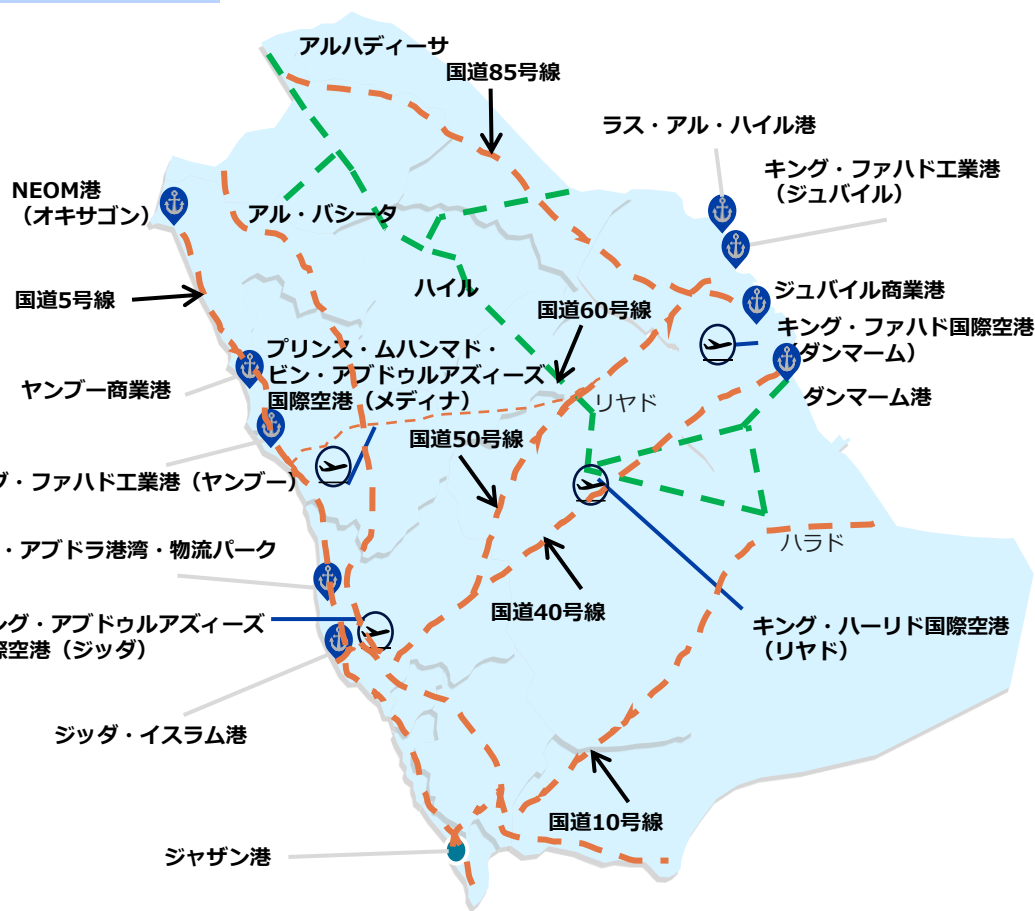 アルハディーサ
国道85号線
ラス・アル・ハイル港
キング・ファハド工業港
(ジュバイル)
NEOM港
(オキサゴン)
アル・バシータ
国道5号線
ハイル
国道60号線
ジュバイル商業港
キング・ファハド国際空港
(ダンマーム)
ヤンブー商業港
プリンス・ムハンマド・
ビン・アブドゥルアズィーズ
国際空港(メディナ)
リヤド
ダンマーム港
国道50号線
グ・ファハド工業港(ヤンブー)
・アブドラ港湾・物流パーク
ハラド
国道40号線
ング・アブドゥルアズィーズ
際空港(ジッダ)
キング・ハーリド国際空港
(リヤド)
ジッダ・イスラム港
国道10号線
ジャザン港